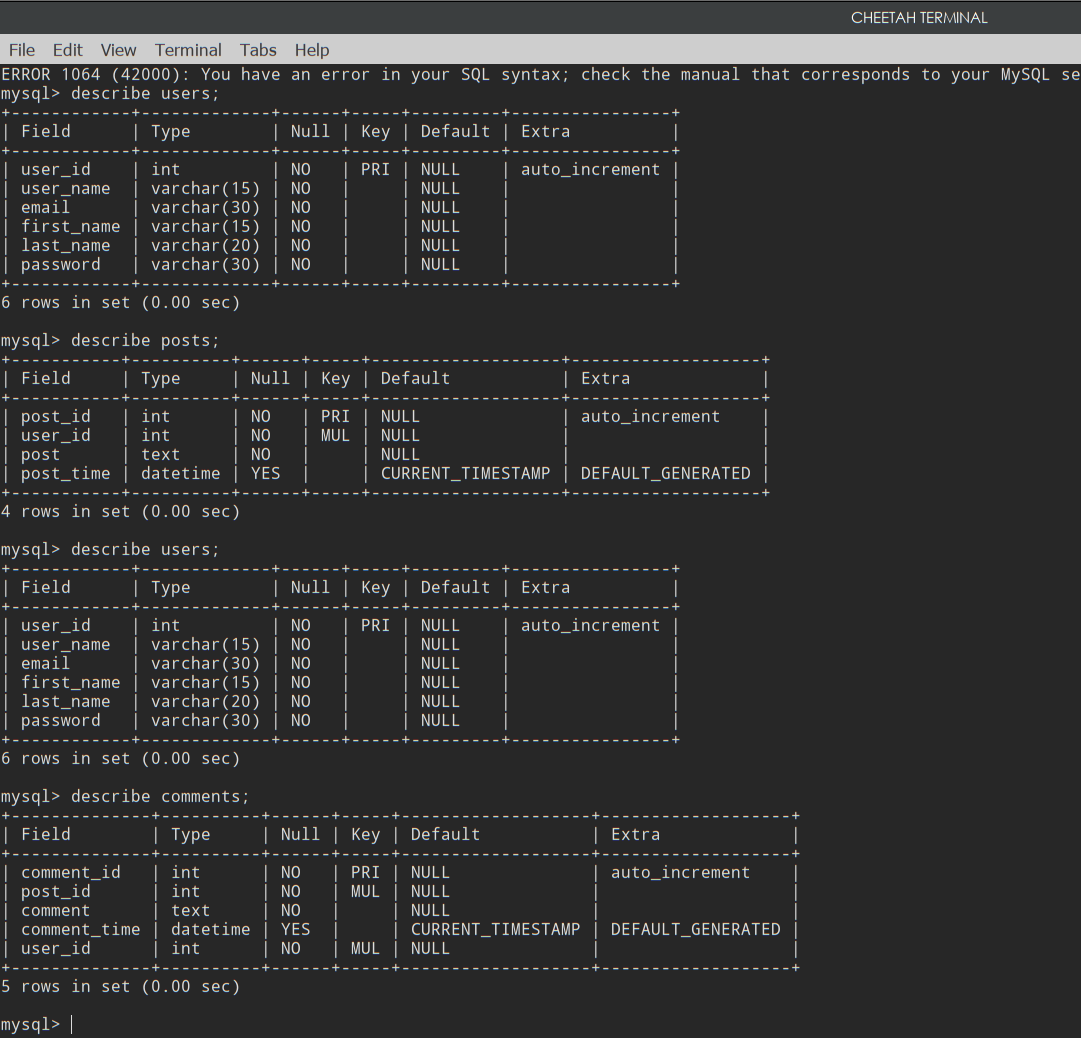 CHEETAH TERMINAL
File Edit View Terminal Tabs Help
ERROR 1064 (42000): You have an error in your SQL syntax; check the manual that corresponds to your MySQL se
mysql> describe users;
+------------+-------------+------+-----+---------+----------------+
| Field      | Type        | Null | Key | Default | Extra          |
+------------+-------------+------+-----+---------+----------------+
| user_id    | int         | NO   | PRI | NULL    | auto_increment |
| user_name  | varchar(15) | NO   |     | NULL    |                |
| email      | varchar(30) | NO   |     | NULL    |                |
| first_name | varchar(15) | NO   |     | NULL    |                |
| last_name  | varchar(20) | NO   |     | NULL    |                |
| password   | varchar(30) | NO   |     | NULL    |                |
+------------+-------------+------+-----+---------+----------------+
6 rows in set (0.00 sec)
mysql> describe posts;
+-----------+----------+------+-----+-------------------+-------------------+
| Field     | Type     | Null | Key | Default           | Extra             |
+-----------+----------+------+-----+-------------------+-------------------+
| post_id   | int      | NO   | PRI | NULL              | auto_increment    |
| user_id   | int      | NO   | MUL | NULL              |                   |
| post      | text     | NO   |     | NULL              |                   |
| post_time | datetime | YES  |     | CURRENT_TIMESTAMP | DEFAULT_GENERATED |
+-----------+----------+------+-----+-------------------+-------------------+
4 rows in set (0.00 sec)
mysql> describe users;
+------------+-------------+------+-----+---------+----------------+
| Field      | Type        | Null | Key | Default | Extra          |
+------------+-------------+------+-----+---------+----------------+
| user_id    | int         | NO   | PRI | NULL    | auto_increment |
| user_name  | varchar(15) | NO   |     | NULL    |                |
| email      | varchar(30) | NO   |     | NULL    |                |
| first_name | varchar(15) | NO   |     | NULL    |                |
| last_name  | varchar(20) | NO   |     | NULL    |                |
| password   | varchar(30) | NO   |     | NULL    |                |
+------------+-------------+------+-----+---------+----------------+
6 rows in set (0.00 sec)
mysql> describe comments;
+--------------+----------+------+-----+-------------------+-------------------+
| Field        | Type     | Null | Key | Default           | Extra             |
+--------------+----------+------+-----+-------------------+-------------------+
| comment_id   | int      | NO   | PRI | NULL              | auto_increment    |
| post_id      | int      | NO   | MUL | NULL              |                   |
| comment      | text     | NO   |     | NULL              |                   |
| comment_time | datetime | YES  |     | CURRENT_TIMESTAMP | DEFAULT_GENERATED |
| user_id      | int      | NO   | MUL | NULL              |                   |
+--------------+----------+------+-----+-------------------+-------------------+
5 rows in set (0.00 sec)
mysql>